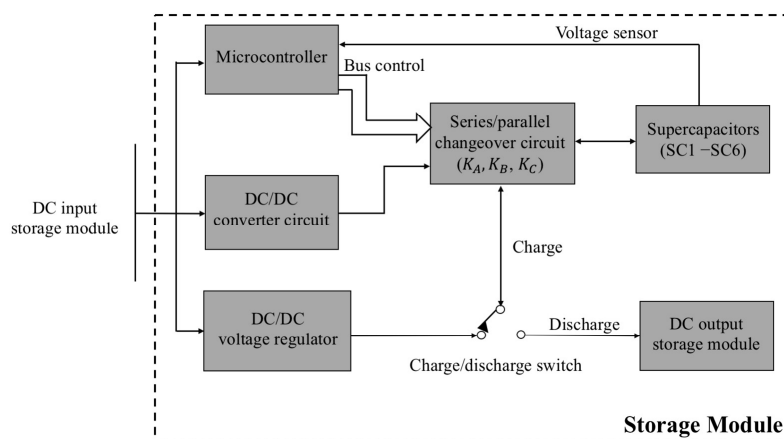 Voltage sensor
Microcontroller
Bus control
Series/parallel
changeover circuit
(K_A, K_B, K_C)
Supercapacitors
(SC1 −SC6)
DC input
storage module
DC/DC
converter circuit
Charge
DC/DC
voltage regulator
Discharge
DC output
storage module
Charge/discharge switch
Storage Module